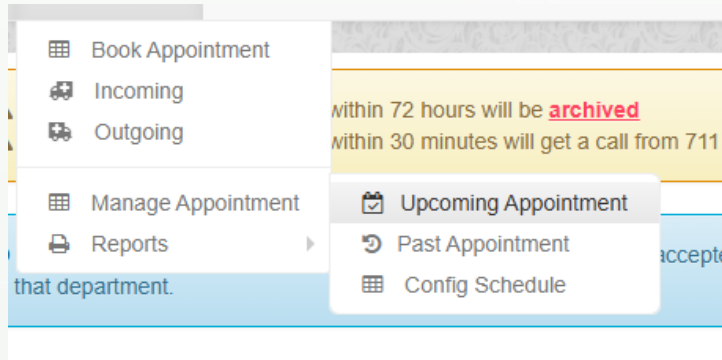 Book Appointment
Incoming
Outgoing
within 72 hours will be archived
within 30 minutes will get a call from 711
Manage Appointment
Reports
Upcoming Appointment
Past Appointment
Config Schedule
that department.